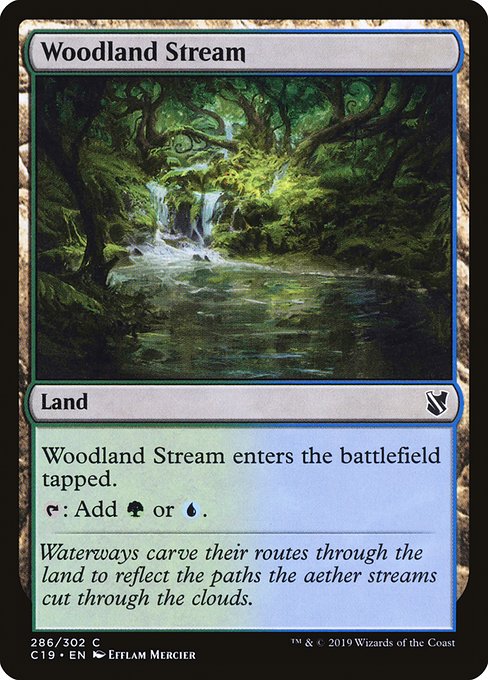 Woodland Stream
Land
Woodland Stream enters the battlefield
tapped.
: Add or .
Waterways carve their routes through the
land to reflect the paths the aether streams
cut through the clouds.
286/302 C
C19 • EN Efflam Mercier
™ & © 2019 Wizards of the Coast